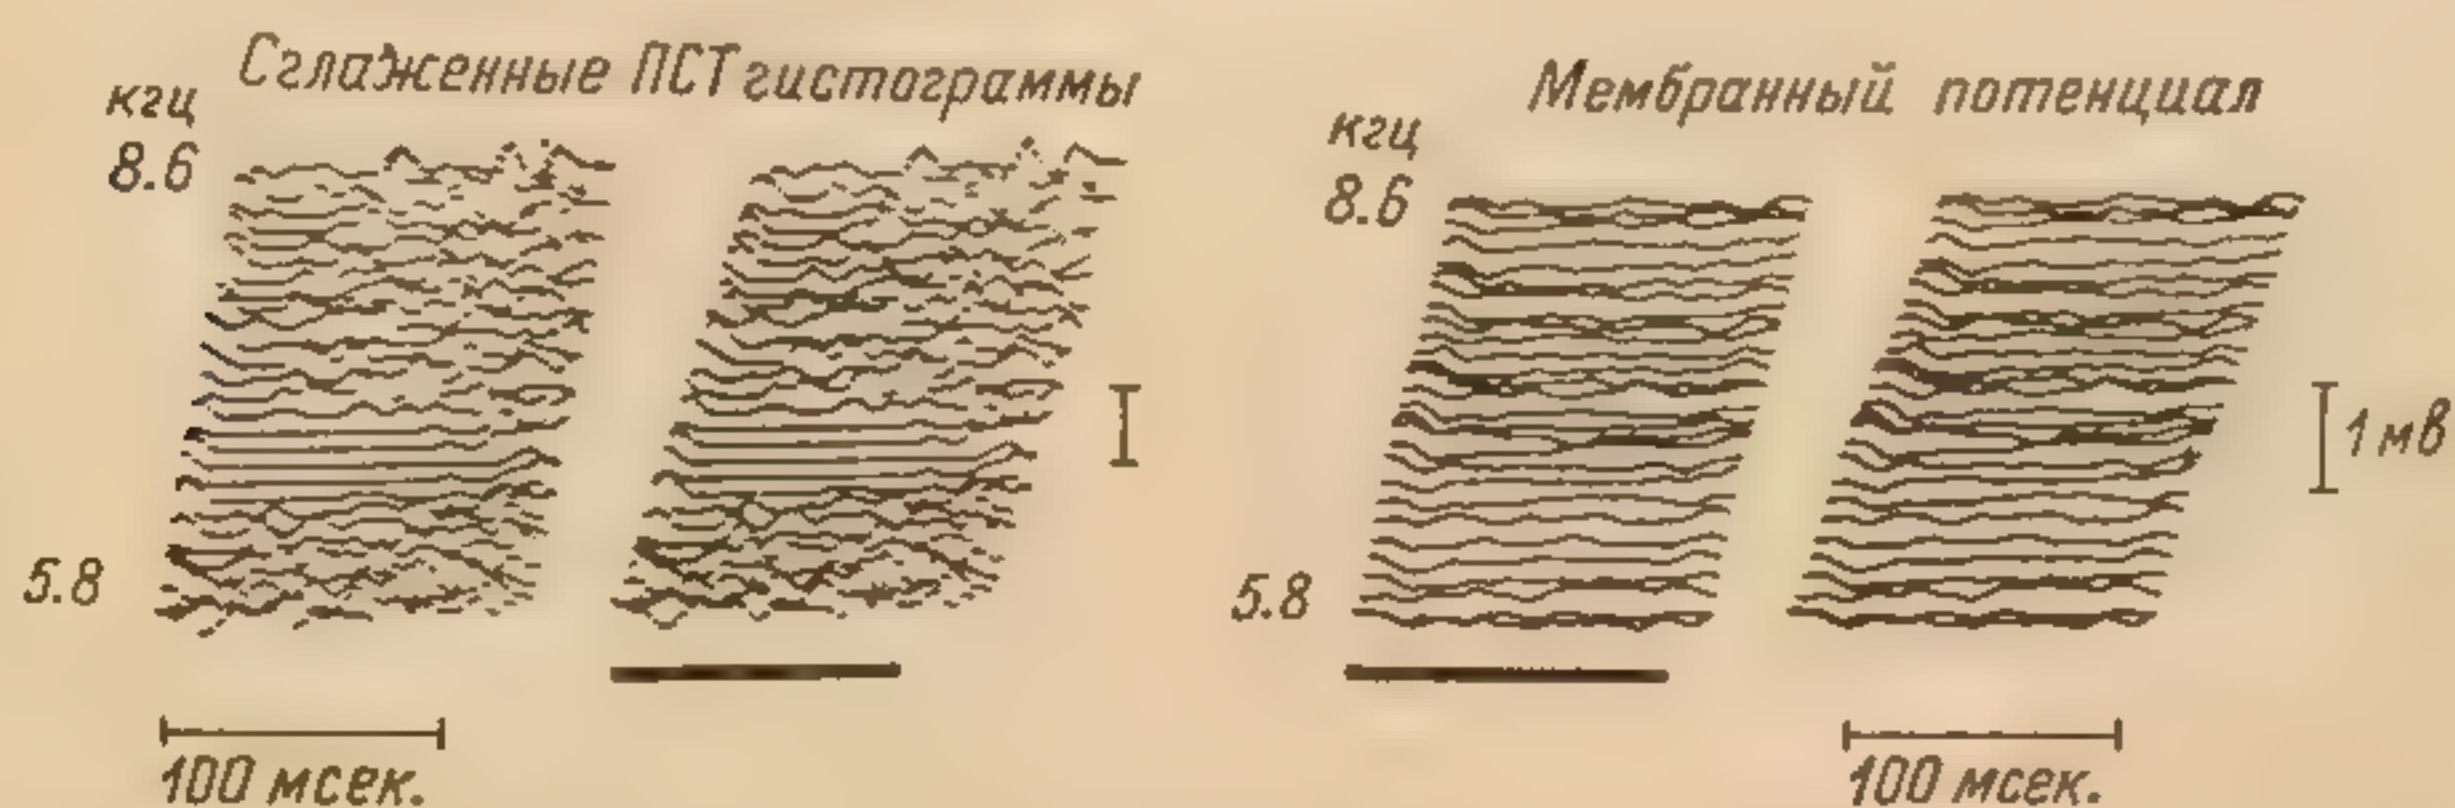 Сглаженные ПСТ гистограммы
кгц
8.6
5.8
100 мсек.
Мембранный потенциал
кгц
8.6
5.8
1 мв
100 мсек.